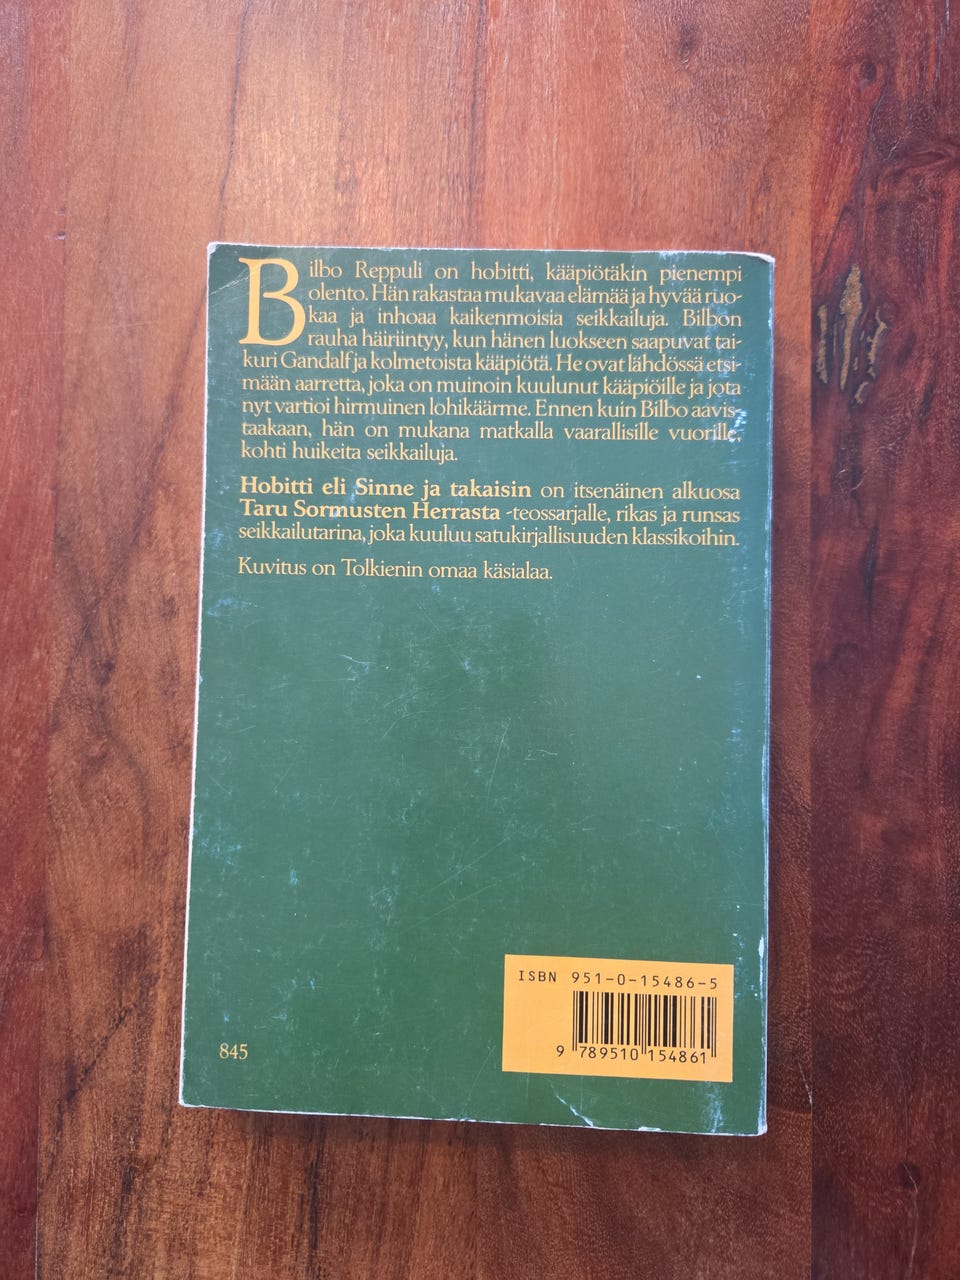 Bilbo Reppuli on hobitti, kääpiötäkin pienempi
olento. Hän rakastaa mukavaa elämää ja hyvää ruo-
kaa ja inhoaa kaikenmoisia seikkailuja. Bilbon
rauha häiriintyy, kun hänen luokseen saapuvat tai-
kuri Gandalf ja kolmetoista kääpiötä. He ovat lähdössä etsi-
mään aarretta, joka on muinoin kuulunut kääpiöille ja jota
nyt vartioi hirmuinen lohikäärme. Ennen kuin Bilbo aavis-
taakaan, hän on mukana matkalla vaarallisille vuorille,
kohti huikeita seikkailuja.
Hobitti eli Sinne ja takaisin on itsenäinen alkuosa
Taru Sormusten Herrasta -teossarjalle, rikas ja runsas
seikkailutarina, joka kuuluu satukirjallisuuden klassikoihin.
Kuvitus on Tolkienin omaa käsialaa.
ISBN 951-0-15486-5
9 789510 154861
845